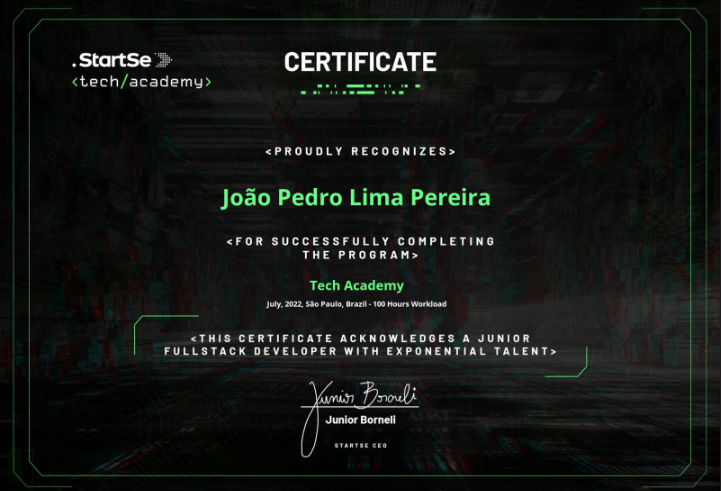 .StartSe
<tech/academy>
CERTIFICATE
<PROUDLY RECOGNIZES>
João Pedro Lima Pereira
<FOR SUCCESSFULLY COMPLETING
THE PROGRAM>
Tech Academy
July, 2022, São Paulo, Brazil - 100 Hours Workload
<THIS CERTIFICATE ACKNOWLEDGES A JUNIOR
FULLSTACK DEVELOPER WITH EXPONENTIAL TALENT>
Junior Borneli
Junior Borneli
STARTSE CEO